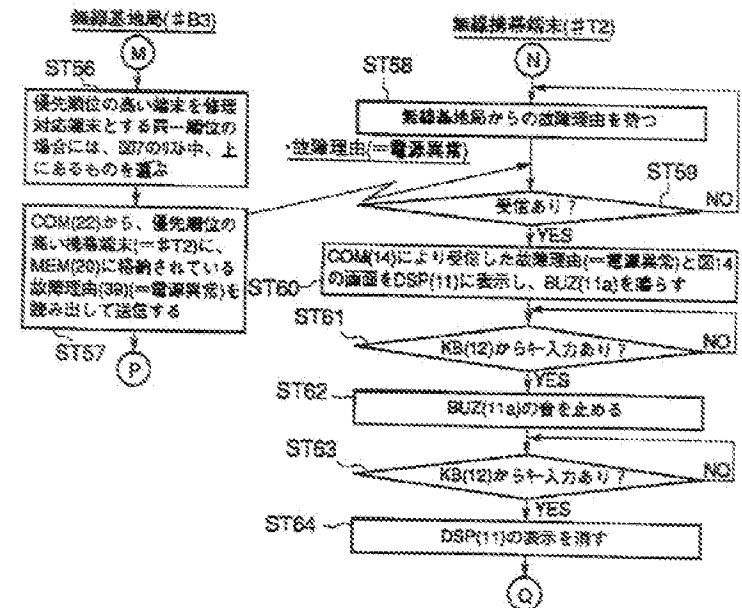 無線基地局(#B3)
M
ST56
優先順位の高い端末を修理
対応端末とする同一順位の
場合には、図7の
中、上
にあるものを選ぶ
COM(22)から、優先順位の
高い携帯端末(=#T2)に、
MEM(20)に格納されている
故障理由(39)(=電源異常)を
読み出して送信する
ST57
P
無線携帯端末(#T2)
N
ST58
無線基地局からの故障理由を待つ
故障理由(=電源異常)
ST59
受信あり?
NO
YES
COM(14)により受信した故障理由(=電源異常)と図14
の画面をDSP(11)に表示し、BUZ(11a)を鳴らす
ST60
ST61
KB(12)から←入力あり?
NO
YES
ST62
BUZ(11a)の音を止める
ST63
KB(12)から←入力あり?
NO
YES
ST64
DSP(11)の表示を消す
Q